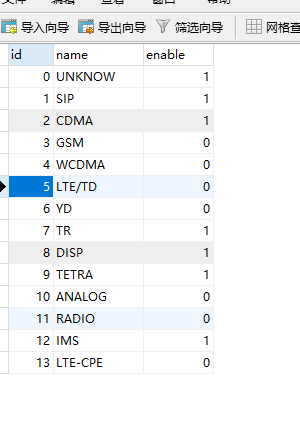 导入向导 导出向导 筛选向导 网格查
id name enable
0 UNKNOW 1
1 SIP 1
2 CDMA 1
3 GSM 0
4 WCDMA 0
5 LTE/TD 0
6 YD 0
7 TR 1
8 DISP 1
9 TETRA 1
10 ANALOG 0
11 RADIO 0
12 IMS 1
13 LTE-CPE 0